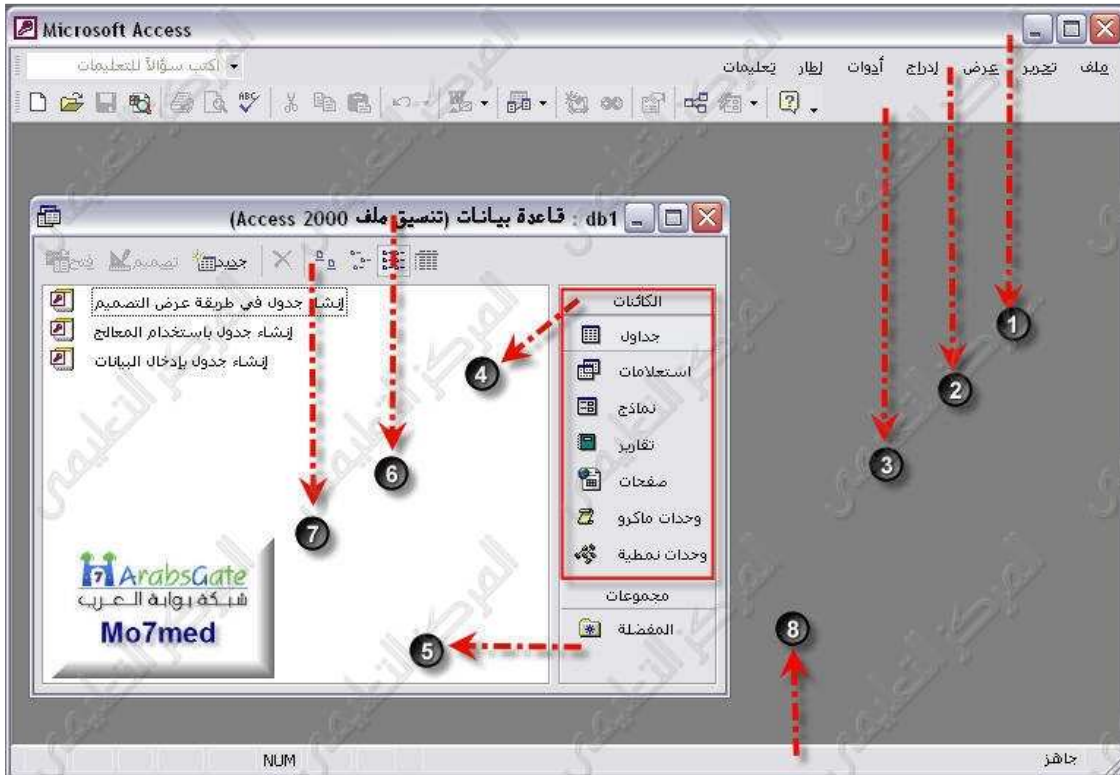 Microsoft Access
ملف تحرير عرض إدراج أدوات إطار تعليمات
اكتب سؤالاً للتعليمات
ABC
db1 : قاعدة بيانات (تنسيق ملف Access 2000)
فتح تصميم جديد
إنشاء جدول في طريقة عرض التصميم
إنشاء جدول باستخدام المعالج
إنشاء جدول بإدخال البيانات
الكائنات
جداول
استعلامات
نماذج
تقارير
صفحات
وحدات ماكرو
وحدات نمطية
مجموعات
المفضلة
1
2
3
4
5
6
7
8
ArabsGate
شبكة بوابة العرب
Mo7med
جاهز
NUM
المركز التعليمي